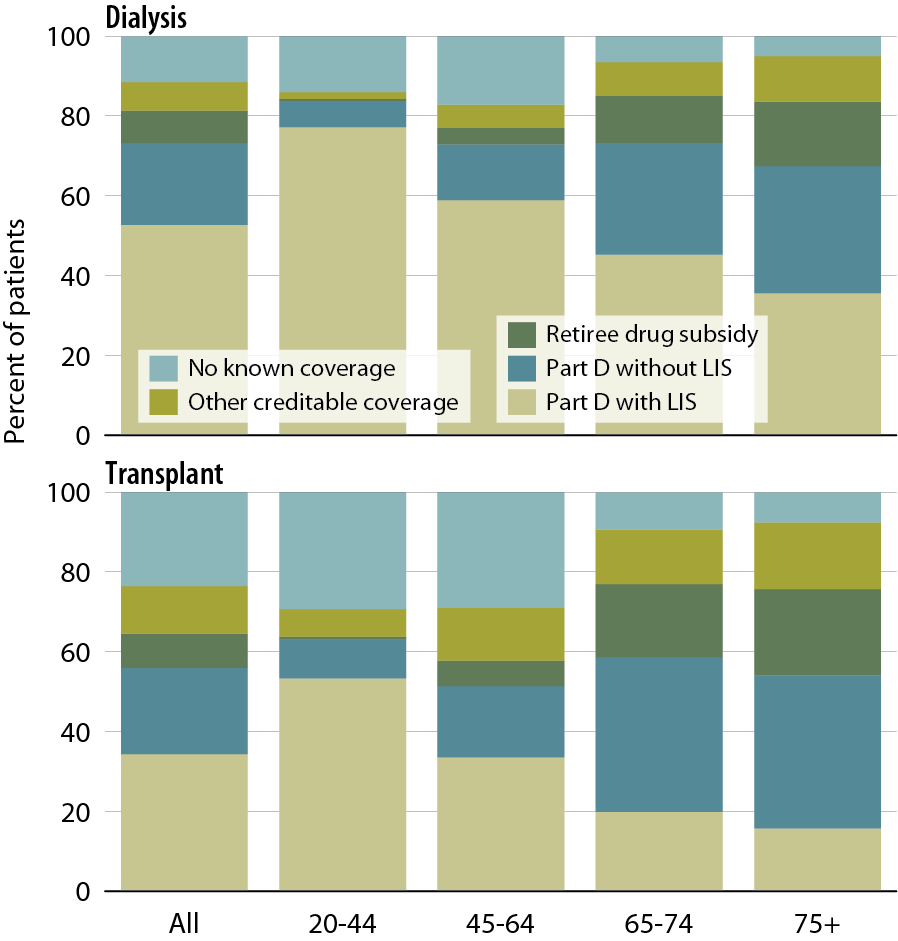 Dialysis
100
80
60
40
20
0
Percent of patients
No known coverage
Other creditable coverage
Retiree drug subsidy
Part D without LIS
Part D with LIS
Transplant
100
80
60
40
20
0
All 20-44 45-64 65-74 75+